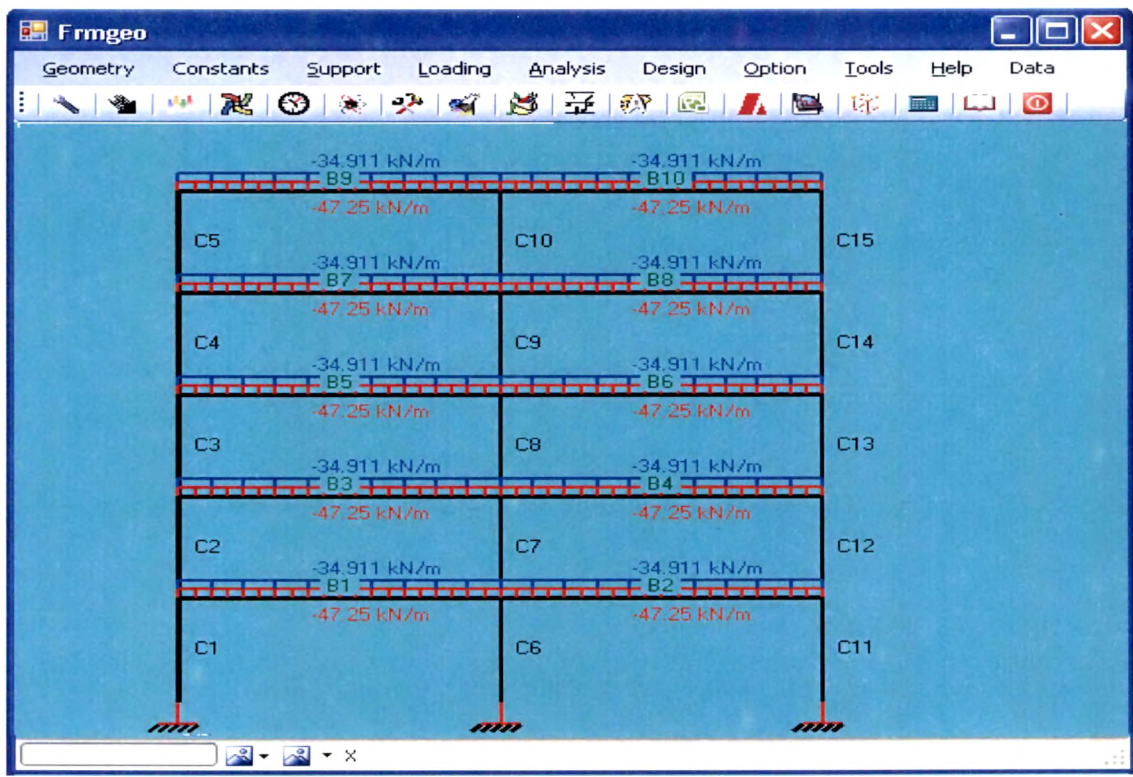 Frmgeo
Geometry Constants Support Loading Analysis Design Option Tools Help Data
-34.911 kN/m -34.911 kN/m
B9 B10
-47.25 kN/m -47.25 kN/m
C5 C10 C15
-34.911 kN/m -34.911 kN/m
B7 B8
-47.25 kN/m -47.25 kN/m
C4 C9 C14
-34.911 kN/m -34.911 kN/m
B5 B6
-47.25 kN/m -47.25 kN/m
C3 C8 C13
-34.911 kN/m -34.911 kN/m
B3 B4
-47.25 kN/m -47.25 kN/m
C2 C7 C12
-34.911 kN/m -34.911 kN/m
B1 B2
-47.25 kN/m -47.25 kN/m
C1 C6 C11